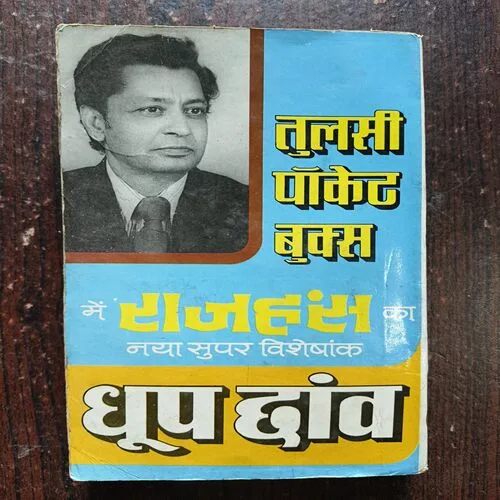 तुलसी
पॉकेट
बुक्स
में राजहंस का
नया सुपर विशेषांक
धूप छांव